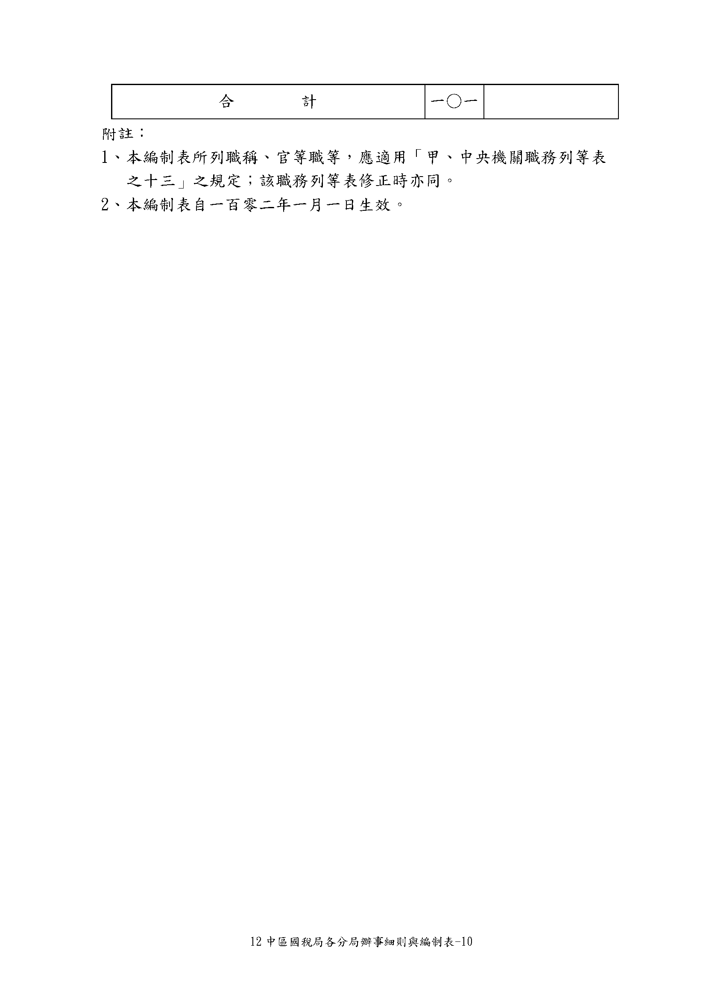 合　　　　計　一○一
附註：
1、本編制表所列職稱、官等職等，應適用「甲、中央機關職務列等表
之十三」之規定；該職務列等表修正時亦同。
2、本編制表自一百零二年一月一日生效。
12 中區國稅局各分局辦事細則與編制表-10